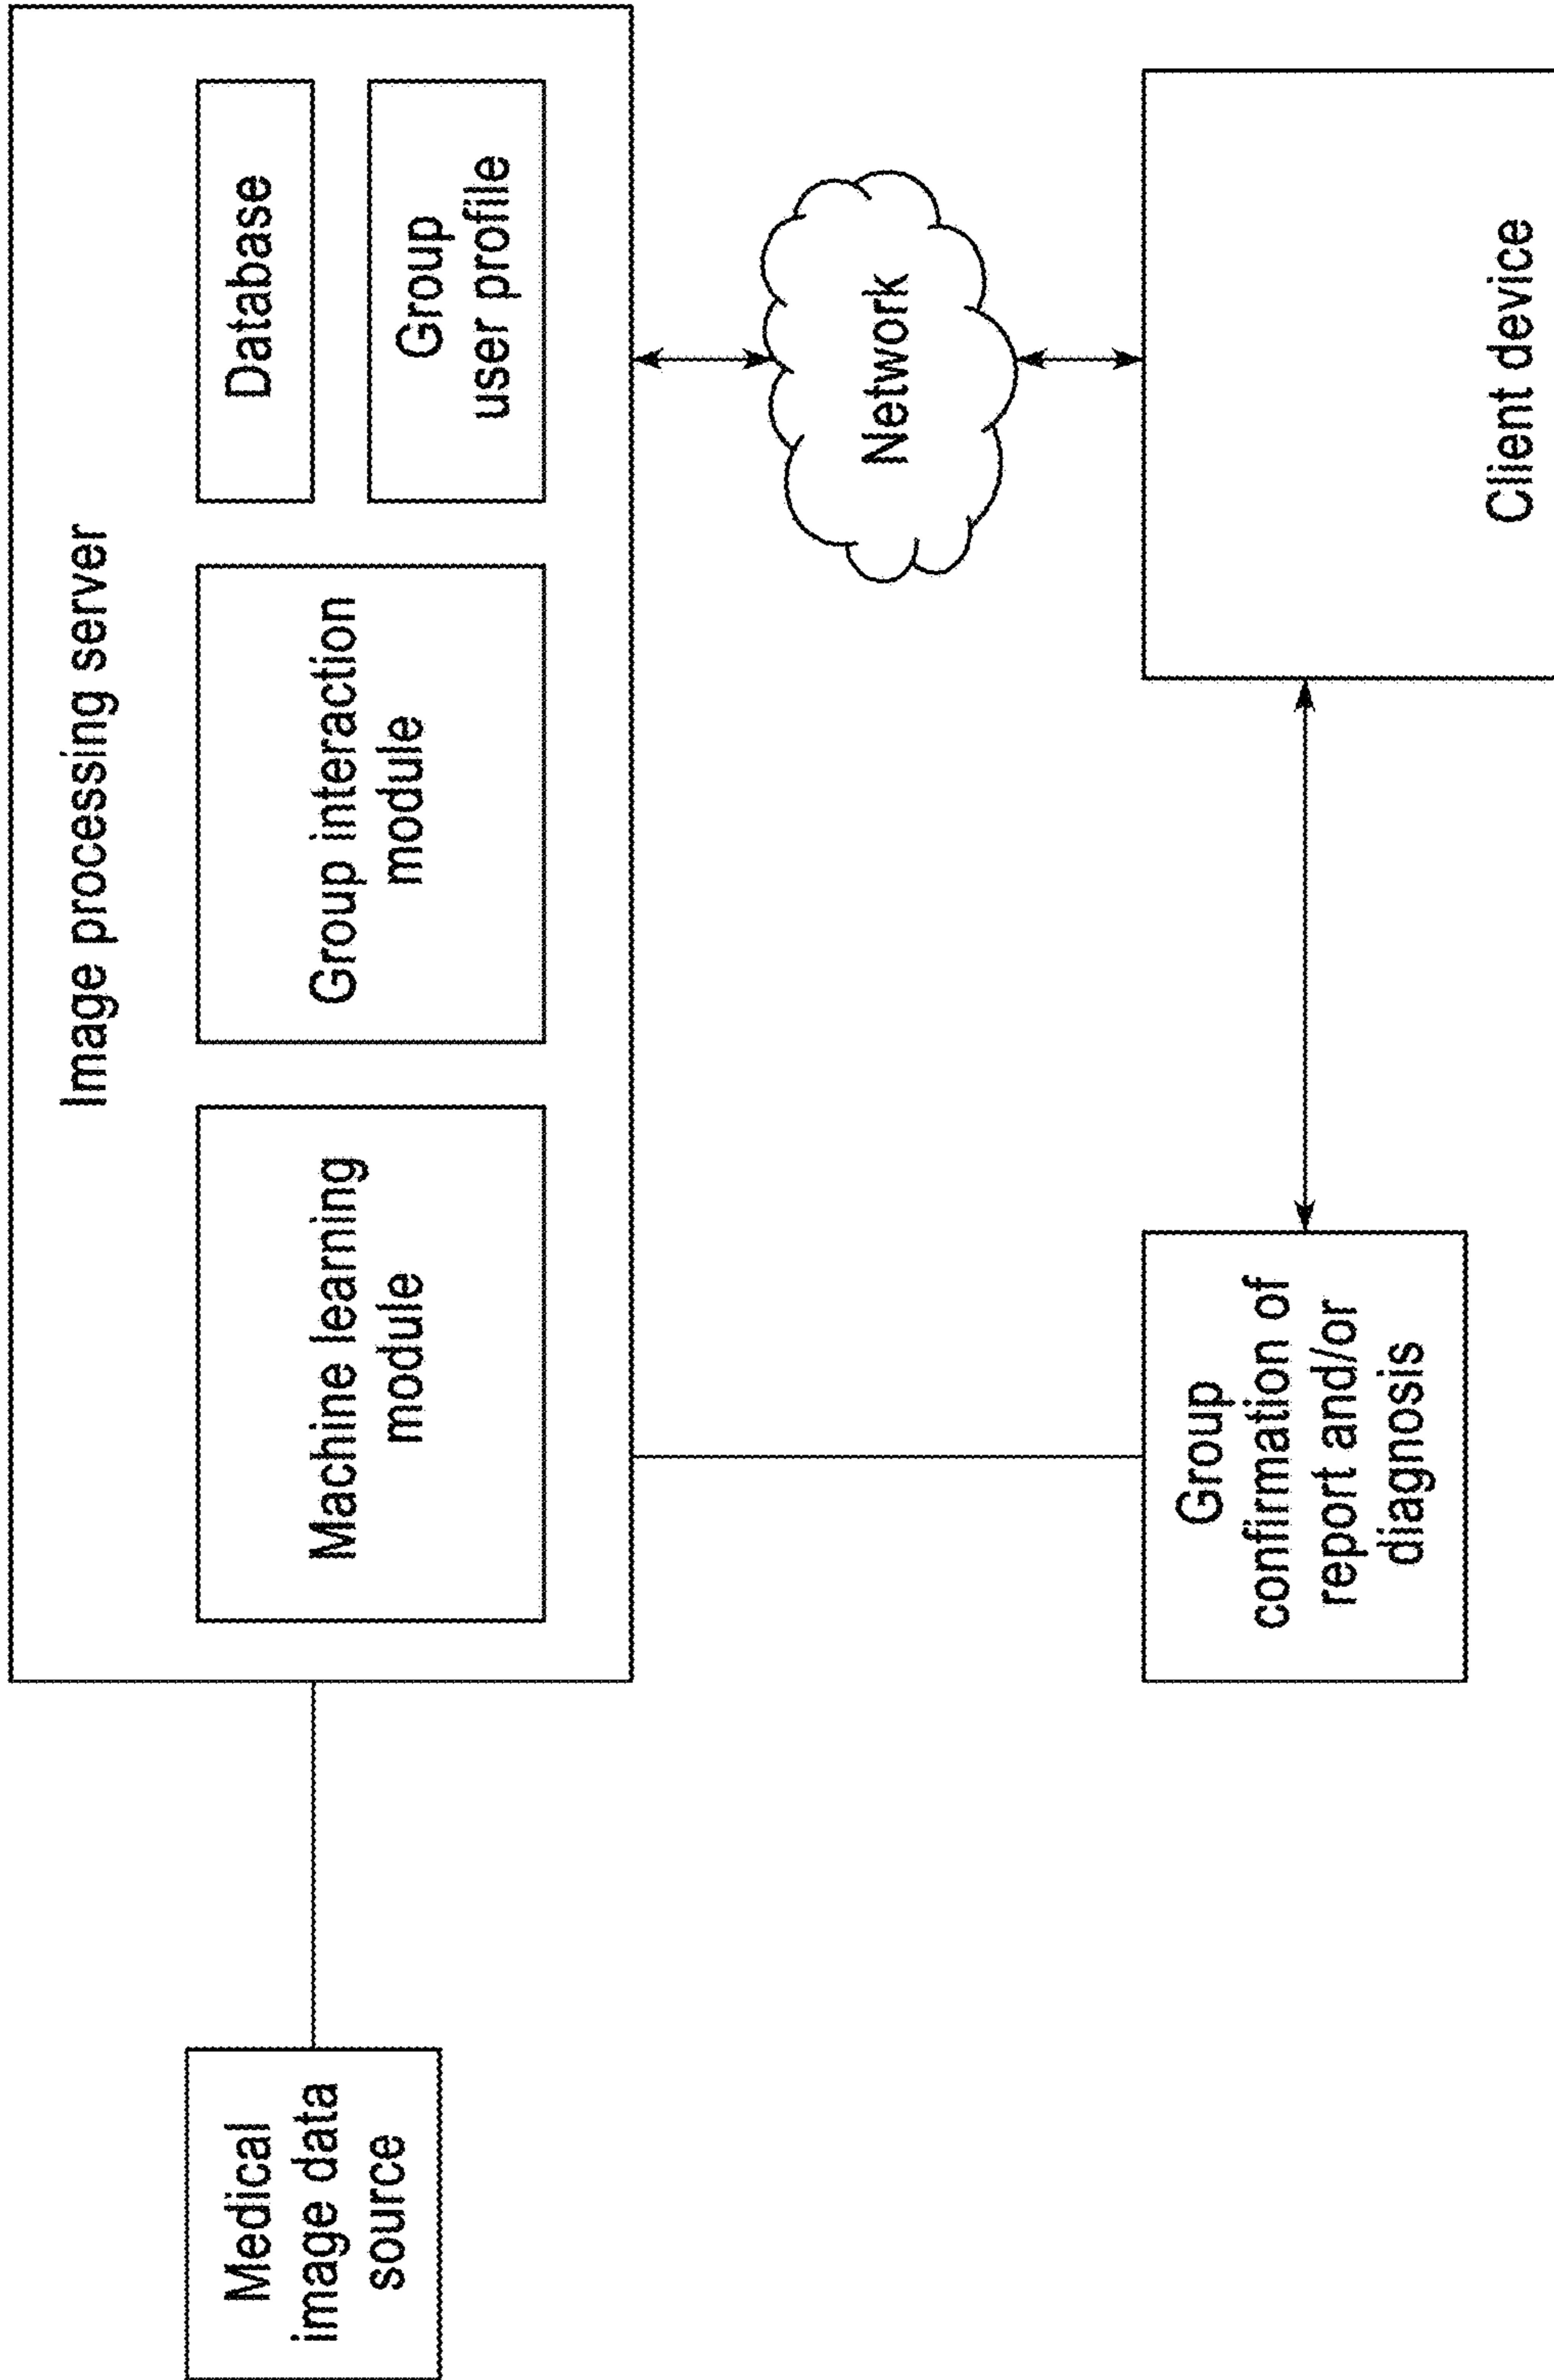 Image processing server
Medical
image data
source
Machine learning
module
Group interaction
module
Database
Group
user profile
Network
Group
confirmation of
report and/or
diagnosis
Client device